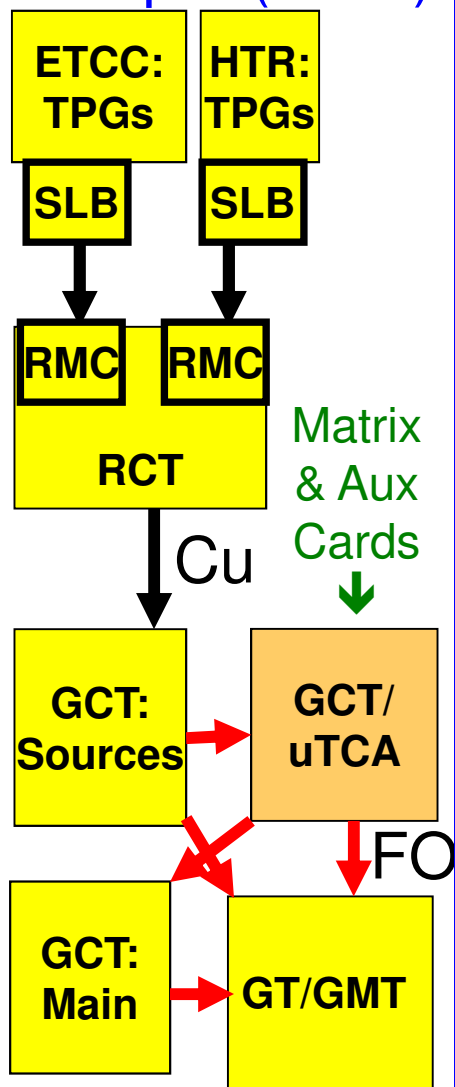 ETCC:
TPGs
HTR:
TPGs
SLB
SLB
RMC
RMC
RCT
Matrix
& Aux
Cards
Cu
GCT:
Sources
GCT/
uTCA
FO
GCT:
Main
GT/GMT